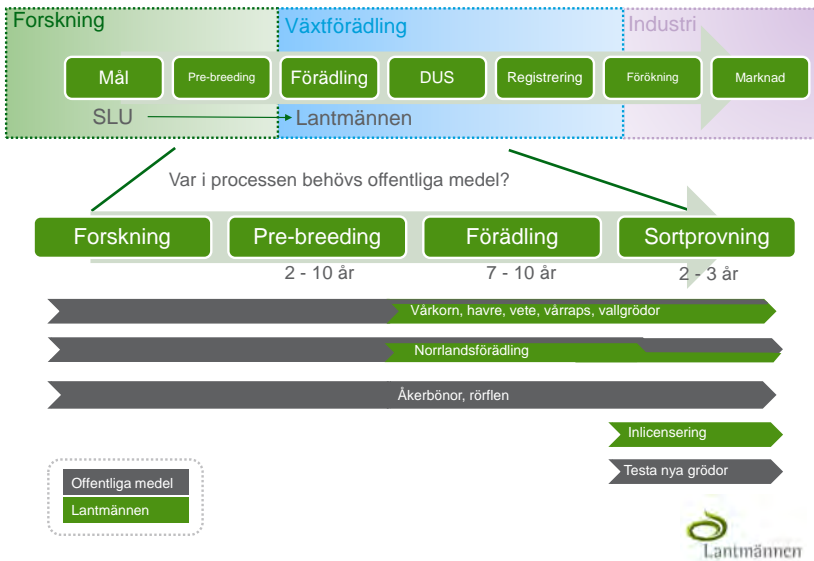 Forskning
Växtförädling
Industri
Mål
Pre-breeding
Förädling
DUS
Registrering
Förökning
Marknad
SLU
Lantmännen
Var i processen behövs offentliga medel?
Forskning
Pre-breeding
Förädling
Sortprovning
2 - 10 år
7 - 10 år
2 - 3 år
Vårkorn, havre, vete, vårraps, vallgrödor
Norrlandsförädling
Åkerbönor, rörflen
Inlicensering
Testa nya grödor
Offentliga medel
Lantmännen
Lantmännen